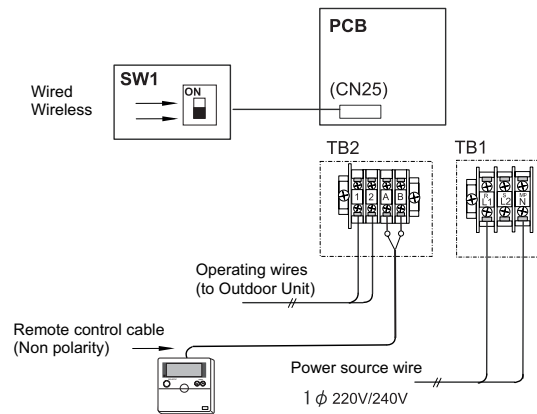 PCB
SW1
ON
Wired
Wireless
(CN25)
TB2
TB1
1 2 A B
R S NP
L1 L2 N
Operating wires
(to Outdoor Unit)
Remote control cable
(Non polarity)
Power source wire
1 ϕ 220V/240V